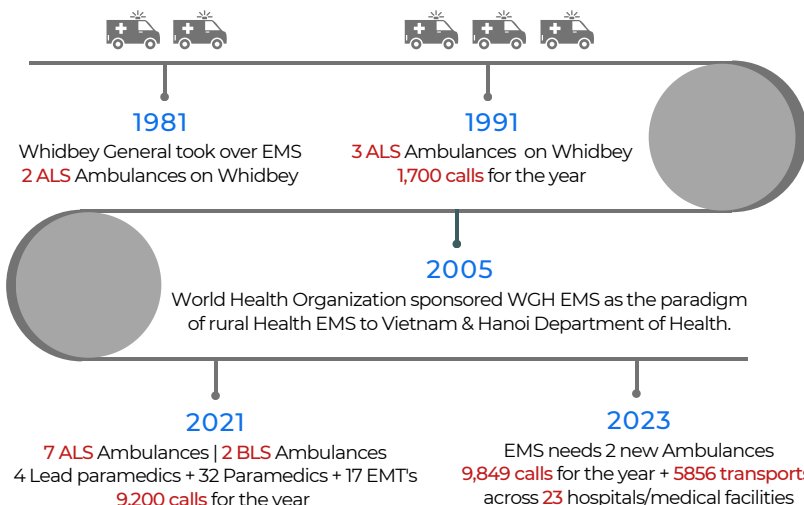 1981
Whidbey General took over EMS
2 ALS Ambulances on Whidbey
1991
3 ALS Ambulances on Whidbey
1,700 calls for the year
2005
World Health Organization sponsored WGH EMS as the paradigm
of rural Health EMS to Vietnam & Hanoi Department of Health.
2021
7 ALS Ambulances | 2 BLS Ambulances
4 Lead paramedics + 32 Paramedics + 17 EMT's
9,200 calls for the year
2023
EMS needs 2 new Ambulances
9,849 calls for the year + 5856 transports
across 23 hospitals/medical facilities